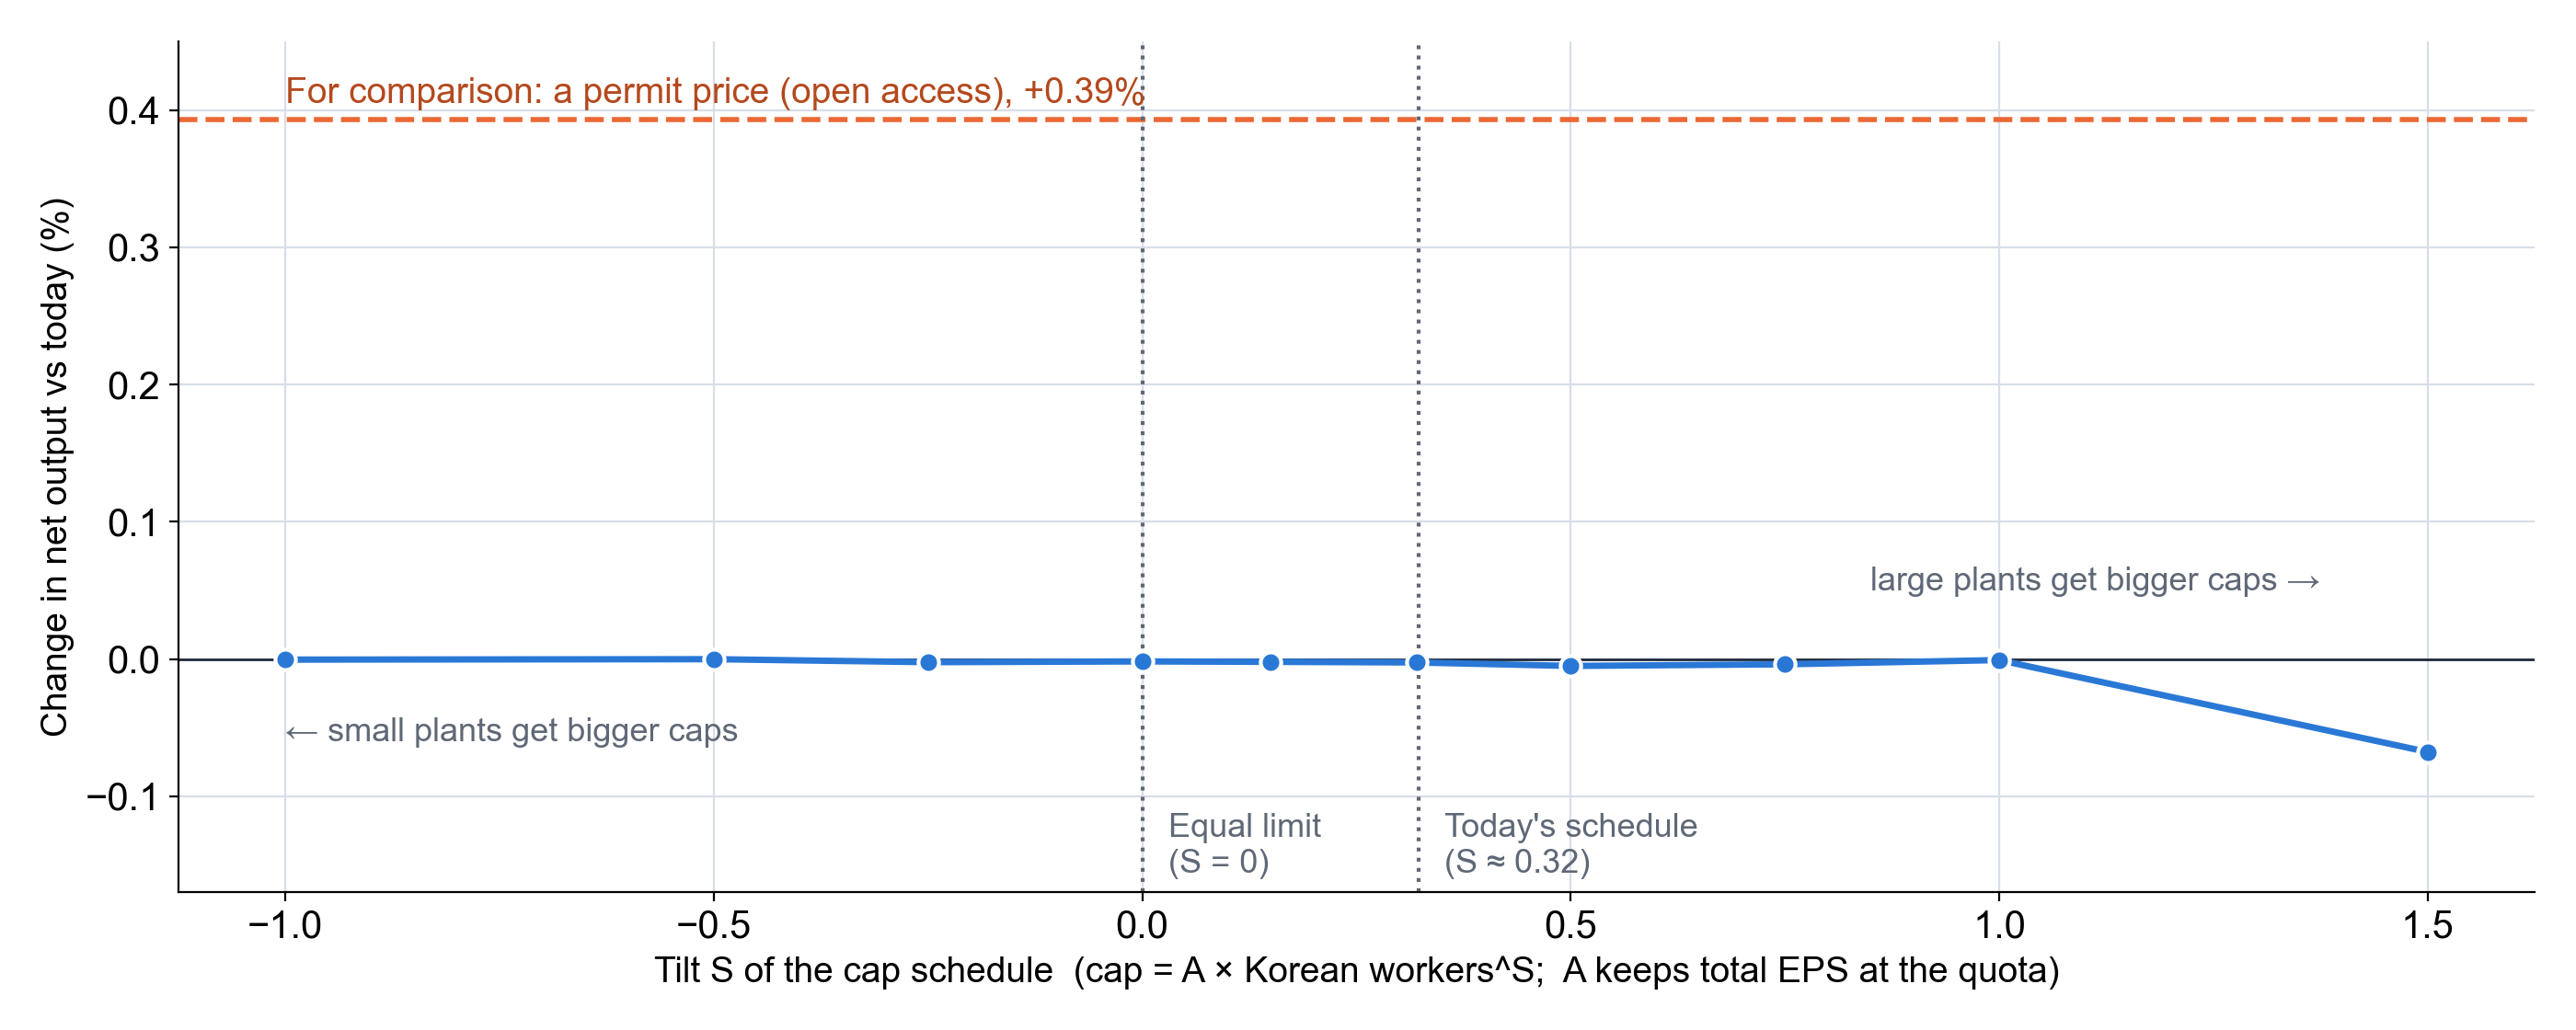 For comparison: a permit price (open access), +0.39%
0.4
0.3
0.2
0.1
0.0
−0.1
Change in net output vs today (%)
large plants get bigger caps →
← small plants get bigger caps
Equal limit
(S = 0)
Today's schedule
(S ≈ 0.32)
−1.0
−0.5
0.0
0.5
1.0
1.5
Tilt S of the cap schedule  (cap = A × Korean workers^S;  A keeps total EPS at the quota)